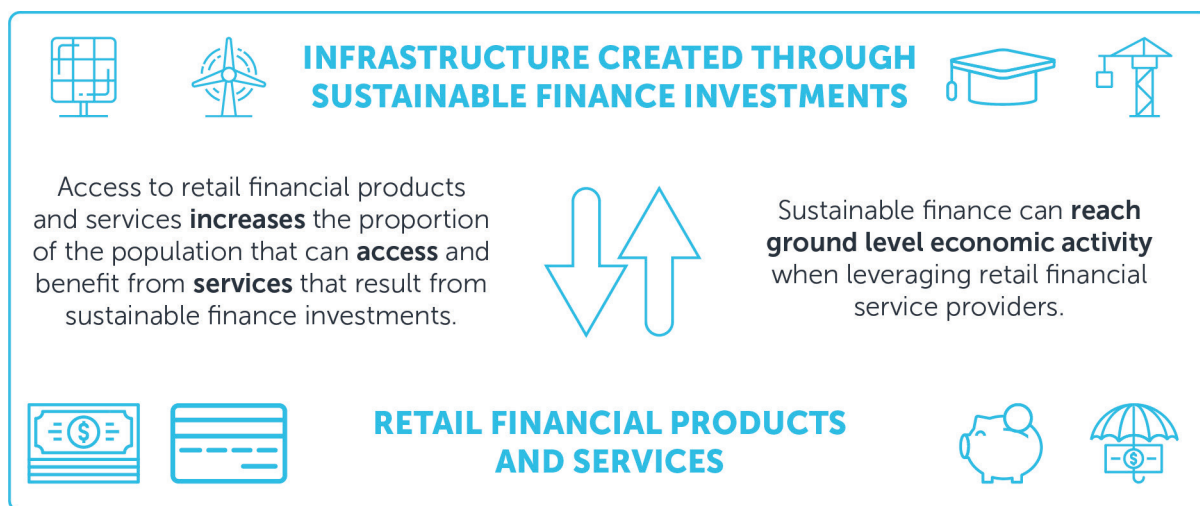 INFRASTRUCTURE CREATED THROUGH
SUSTAINABLE FINANCE INVESTMENTS
Access to retail financial products
and services increases the proportion
of the population that can access and
benefit from services that result from
sustainable finance investments.
Sustainable finance can reach
ground level economic activity
when leveraging retail financial
service providers.
RETAIL FINANCIAL PRODUCTS
AND SERVICES